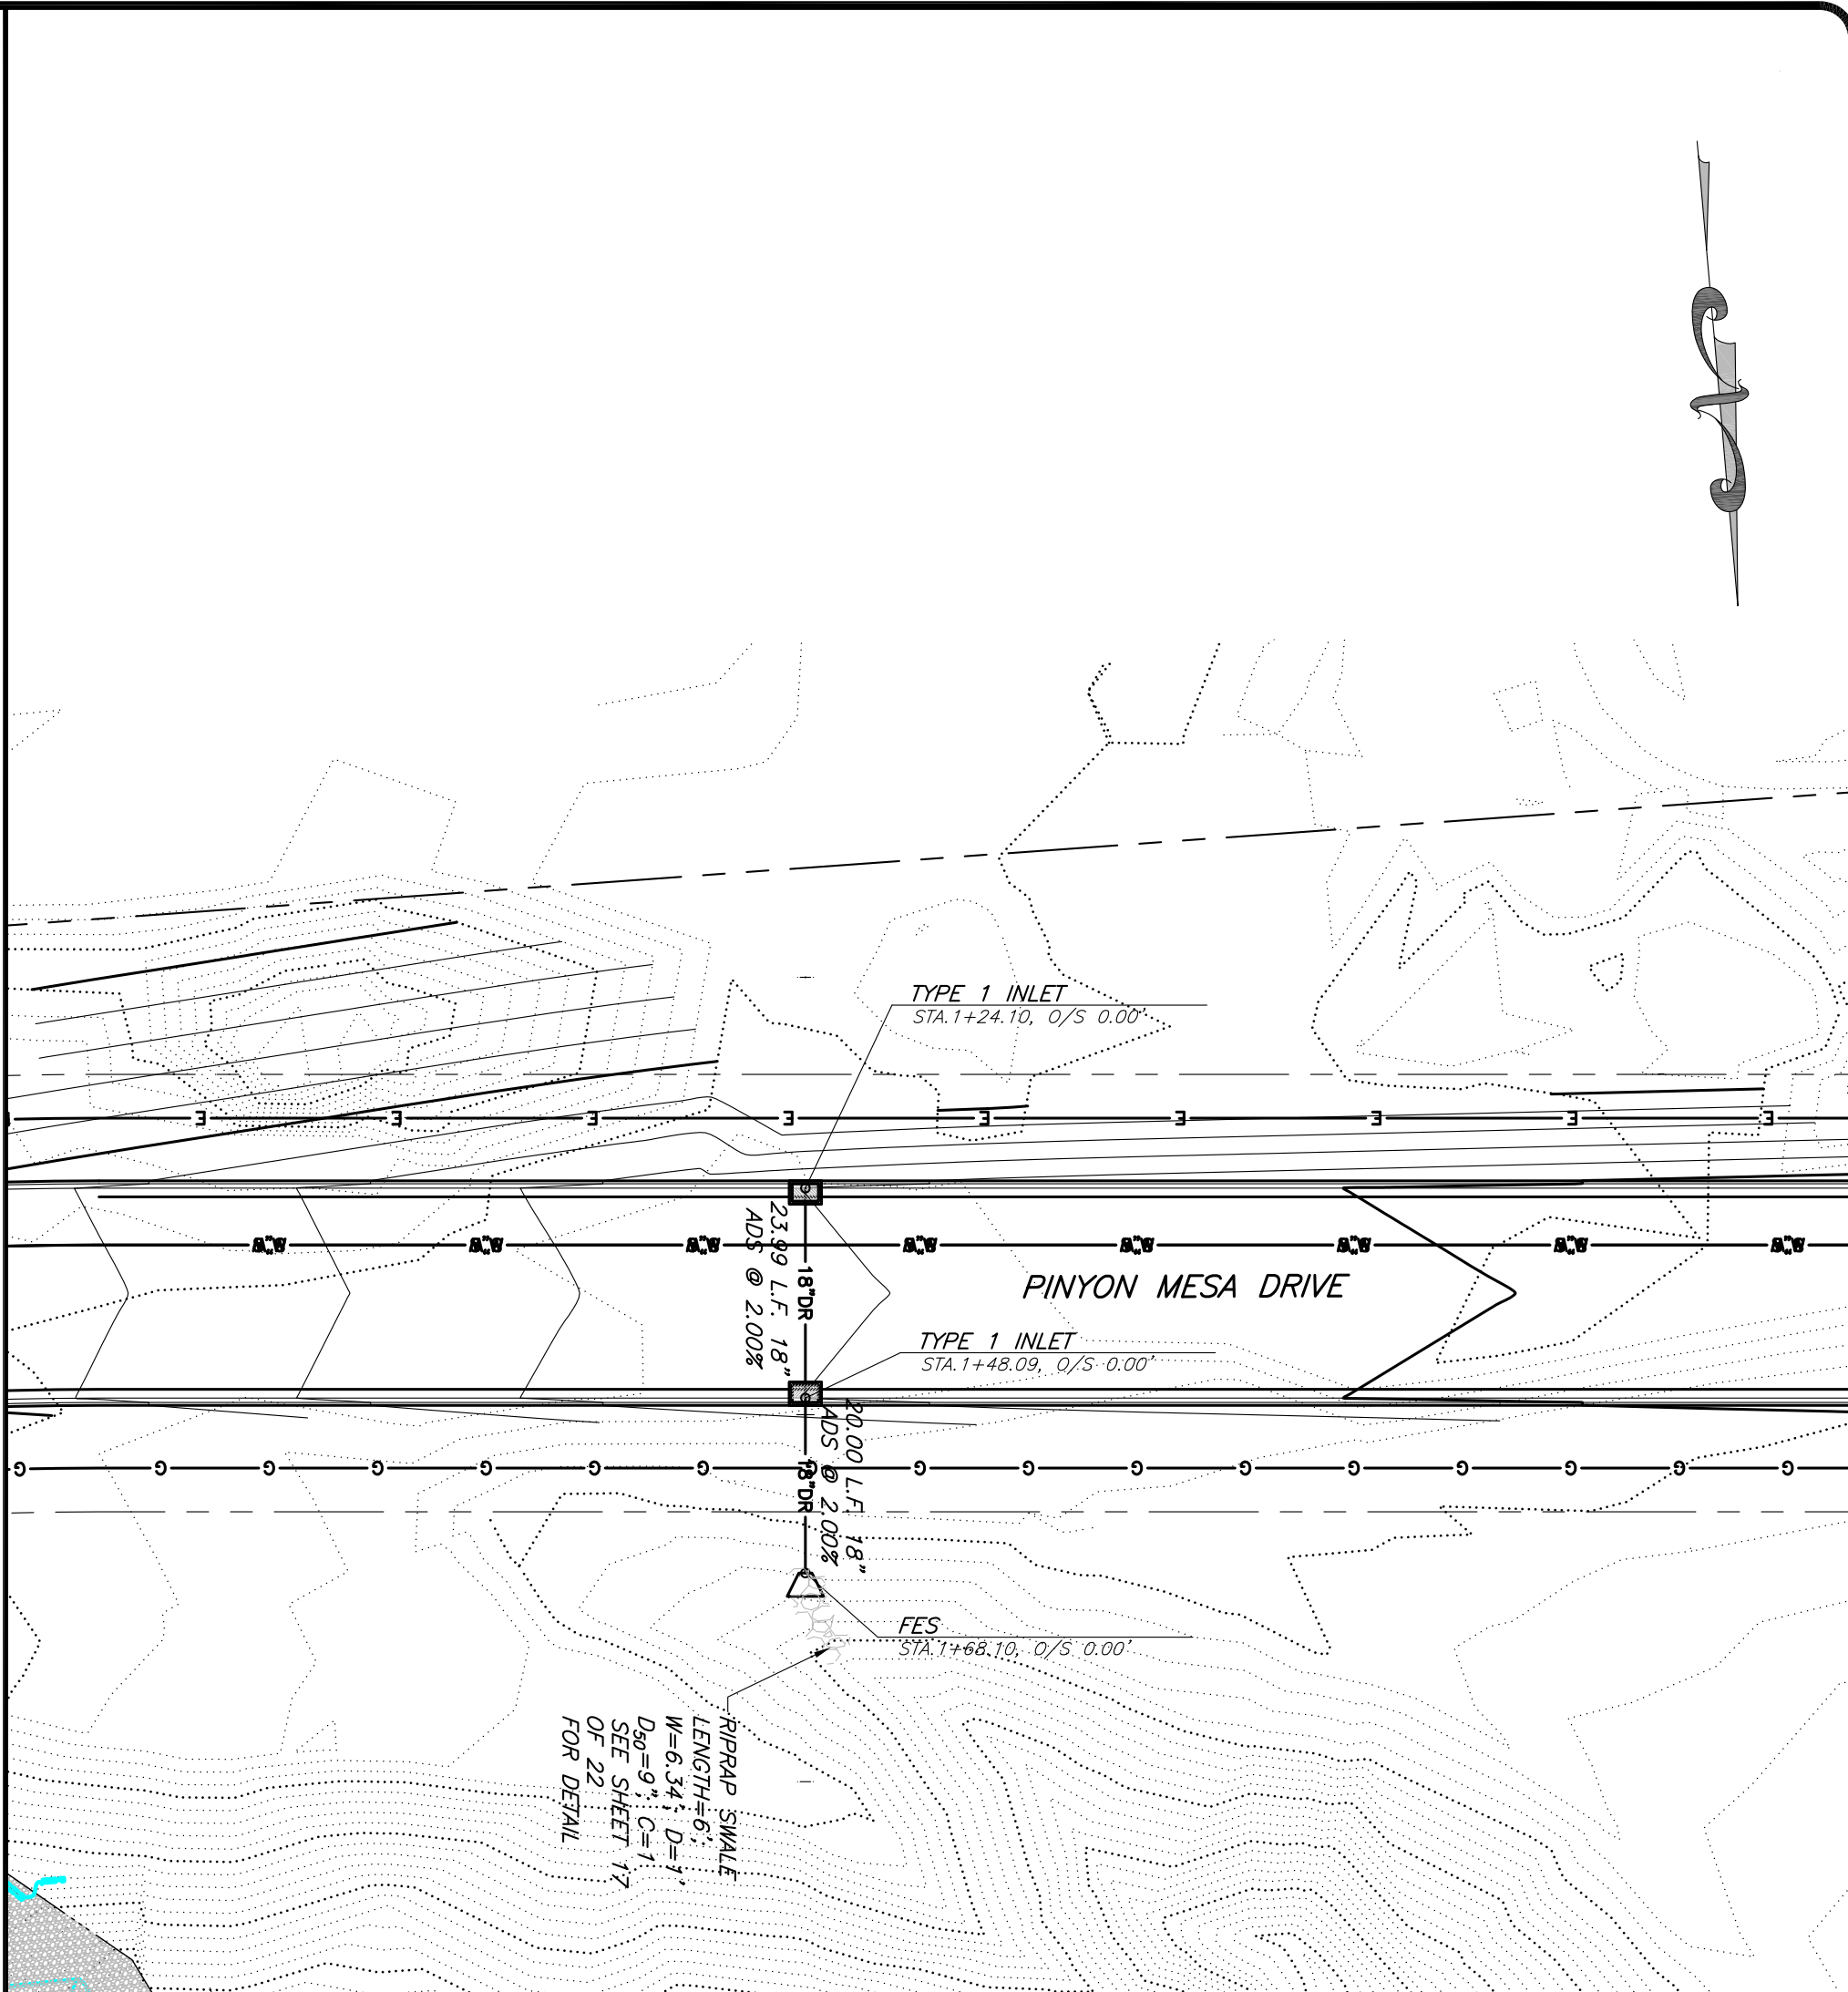 TYPE 1 INLET
STA.1+24.10, O/S 0.00'
E E E E E E E E E
23.99 L.F. 18"
ADS @ 2.00%
18"DR
PINYON MESA DRIVE
TYPE 1 INLET
STA.1+48.09, O/S 0.00'
20.00 L.F. 18"
ADS @ 2.00%
G G G G G G G G G G G G G G G G
18"DR
FES
STA.1+68.10, O/S 0.00'
RIPRAP SWALE
LENGTH=6',
W=6.34', D=1',
D50=9", C=1
SEE SHEET 17
OF 22
FOR DETAIL